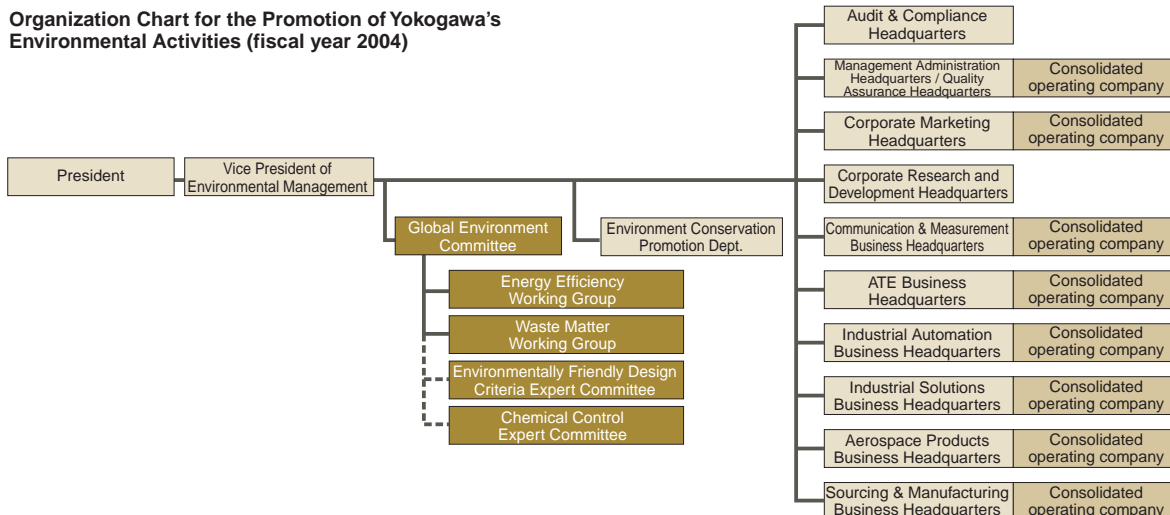 Organization Chart for the Promotion of Yokogawa's
Environmental Activities (fiscal year 2004)
President
Vice President of
Environmental Management
Global Environment
Committee
Energy Efficiency
Working Group
Waste Matter
Working Group
Environmentally Friendly Design
Criteria Expert Committee
Chemical Control
Expert Committee
Environment Conservation
Promotion Dept.
Audit & Compliance
Headquarters
Management Administration
Headquarters / Quality
Assurance Headquarters
Consolidated
operating company
Corporate Marketing
Headquarters
Consolidated
operating company
Corporate Research and
Development Headquarters
Communication & Measurement
Business Headquarters
Consolidated
operating company
ATE Business
Headquarters
Consolidated
operating company
Industrial Automation
Business Headquarters
Consolidated
operating company
Industrial Solutions
Business Headquarters
Consolidated
operating company
Aerospace Products
Business Headquarters
Consolidated
operating company
Sourcing & Manufacturing
Business Headquarters
Consolidated
operating company